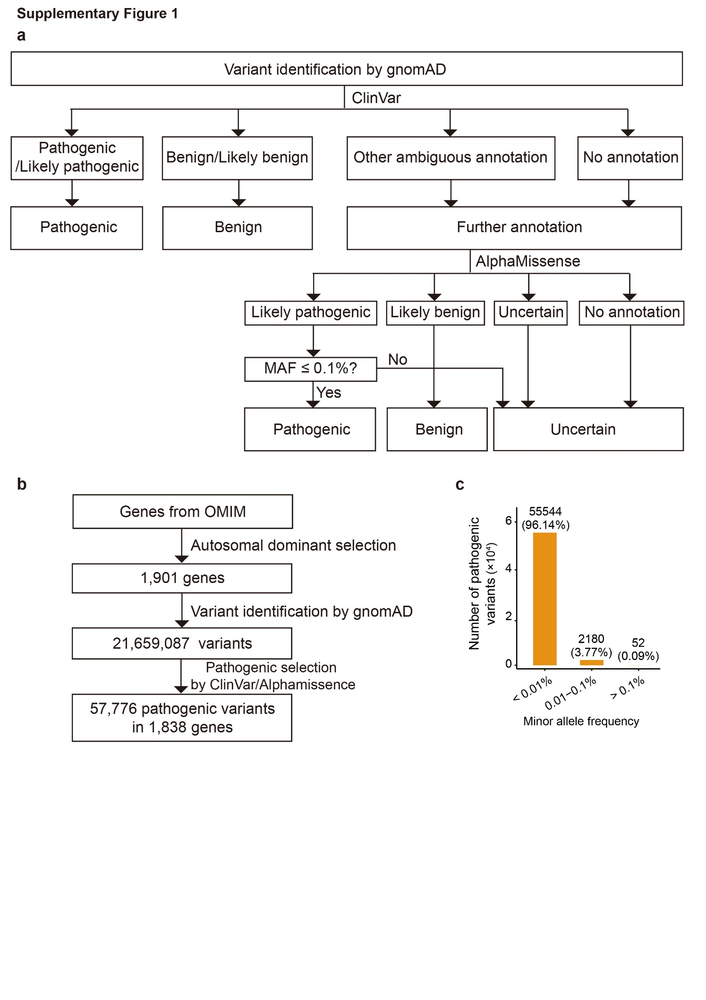 Supplementary Figure 1
a
Variant identification by gnomAD
ClinVar
Pathogenic
/Likely pathogenic
Benign/Likely benign
Other ambiguous annotation
No annotation
Pathogenic
Benign
Further annotation
AlphaMissense
Likely pathogenic
Likely benign
Uncertain
No annotation
MAF ≤ 0.1%?
No
Yes
Pathogenic
Benign
Uncertain
b
Genes from OMIM
Autosomal dominant selection
1,901 genes
Variant identification by gnomAD
21,659,087 variants
Pathogenic selection
by ClinVar/Alphamissence
57,776 pathogenic variants
in 1,838 genes
c
Number of pathogenic
variants (×10⁴)
6
4
2
0
55544
(96.14%)
2180
(3.77%)
52
(0.09%)
< 0.01%
0.01−0.1%
> 0.1%
Minor allele frequency